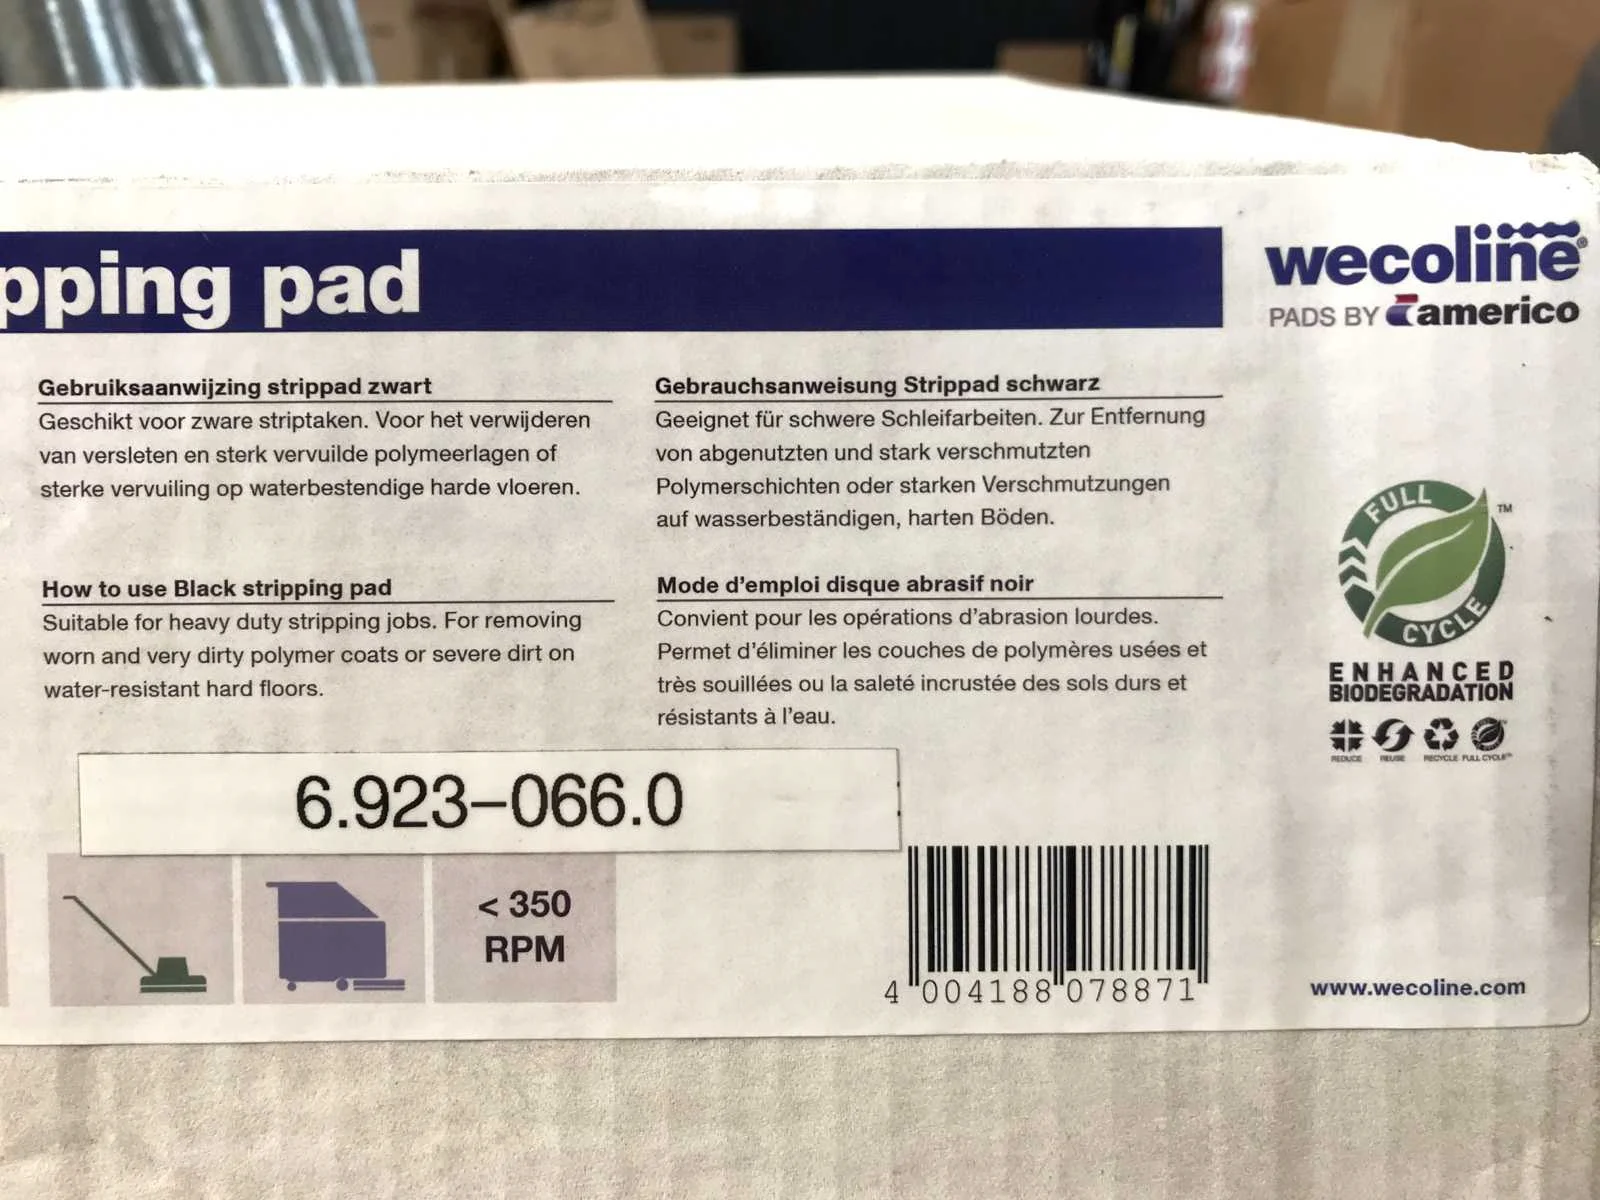 pping pad
wecoline®
PADS BY americo
Gebruiksaanwijzing strippad zwart
Geschikt voor zware striptaken. Voor het verwijderen
van versleten en sterk vervuilde polymeerlagen of
sterke vervuiling op waterbestendige harde vloeren.
Gebrauchsanweisung Strippad schwarz
Geeignet für schwere Schleifarbeiten. Zur Entfernung
von abgenutzten und stark verschmutzten
Polymerschichten oder starken Verschmutzungen
auf wasserbeständigen, harten Böden.
How to use Black stripping pad
Suitable for heavy duty stripping jobs. For removing
worn and very dirty polymer coats or severe dirt on
water-resistant hard floors.
Mode d'emploi disque abrasif noir
Convient pour les opérations d'abrasion lourdes.
Permet d'éliminer les couches de polymères usées et
très souillées ou la saleté incrustée des sols durs et
résistants à l'eau.
FULL
CYCLE
TM
ENHANCED
BIODEGRADATION
REDUCE REUSE RECYCLE FULL CYCLE™
6.923-066.0
< 350
RPM
4 004188 078871
www.wecoline.com